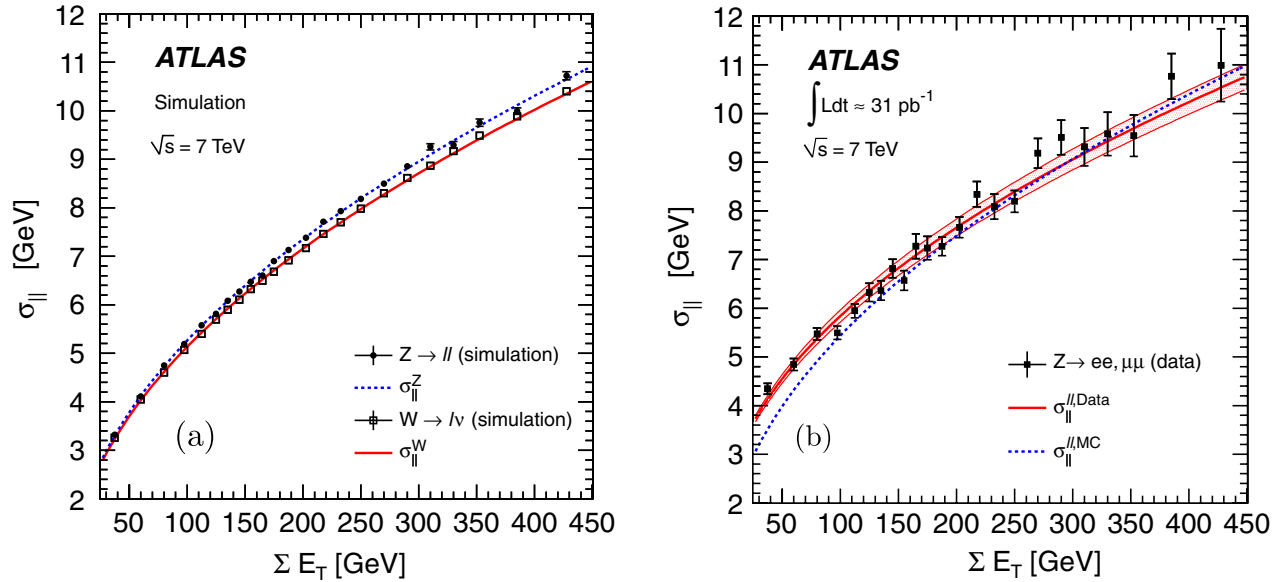 12
11
10
9
8
7
6
5
4
3
2
σ|| [GeV]
ATLAS
Simulation
√s = 7 TeV
Z → ll (simulation)
σ||^Z
W → lν (simulation)
σ||^W
(a)
50 100 150 200 250 300 350 400 450
Σ E_T [GeV]
12
11
10
9
8
7
6
5
4
3
2
σ|| [GeV]
ATLAS
∫Ldt ≈ 31 pb⁻¹
√s = 7 TeV
Z→ ee, μμ (data)
σ||^ll,Data
σ||^ll,MC
(b)
50 100 150 200 250 300 350 400 450
Σ E_T [GeV]